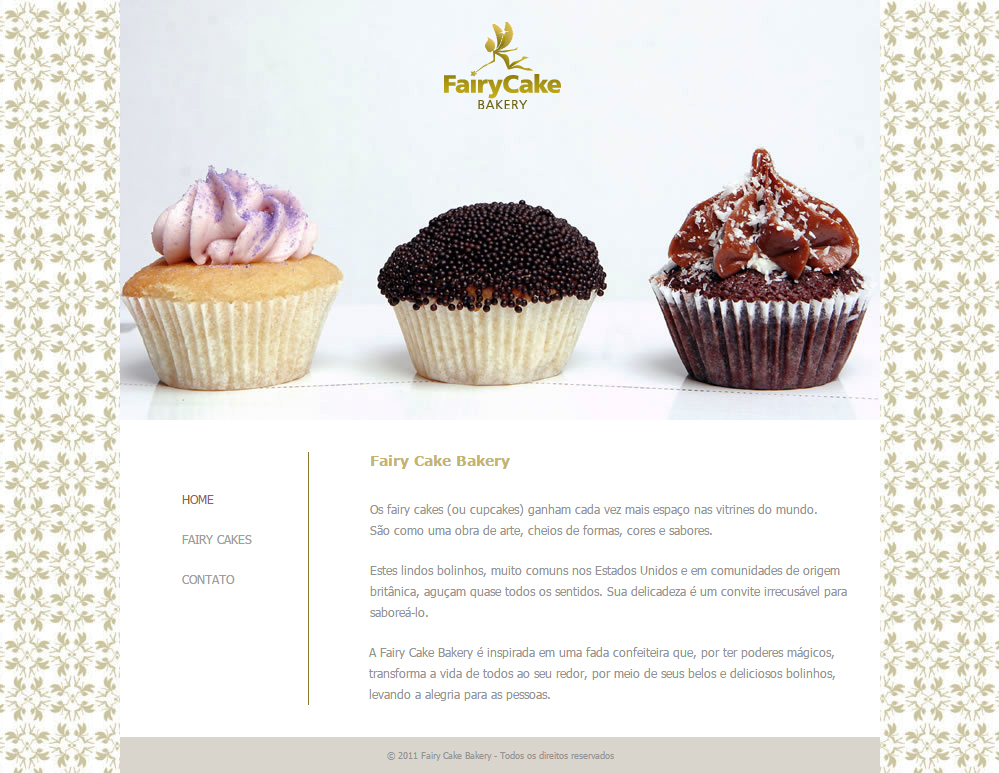 FairyCake
BAKERY
HOME
FAIRY CAKES
CONTATO
Fairy Cake Bakery
Os fairy cakes (ou cupcakes) ganham cada vez mais espaço nas vitrines do mundo.
São como uma obra de arte, cheios de formas, cores e sabores.
Estes lindos bolinhos, muito comuns nos Estados Unidos e em comunidades de origem
britânica, aguçam quase todos os sentidos. Sua delicadeza é um convite irrecusável para
saboreá-lo.
A Fairy Cake Bakery é inspirada em uma fada confeiteira que, por ter poderes mágicos,
transforma a vida de todos ao seu redor, por meio de seus belos e deliciosos bolinhos,
levando a alegria para as pessoas.
© 2011 Fairy Cake Bakery - Todos os direitos reservados